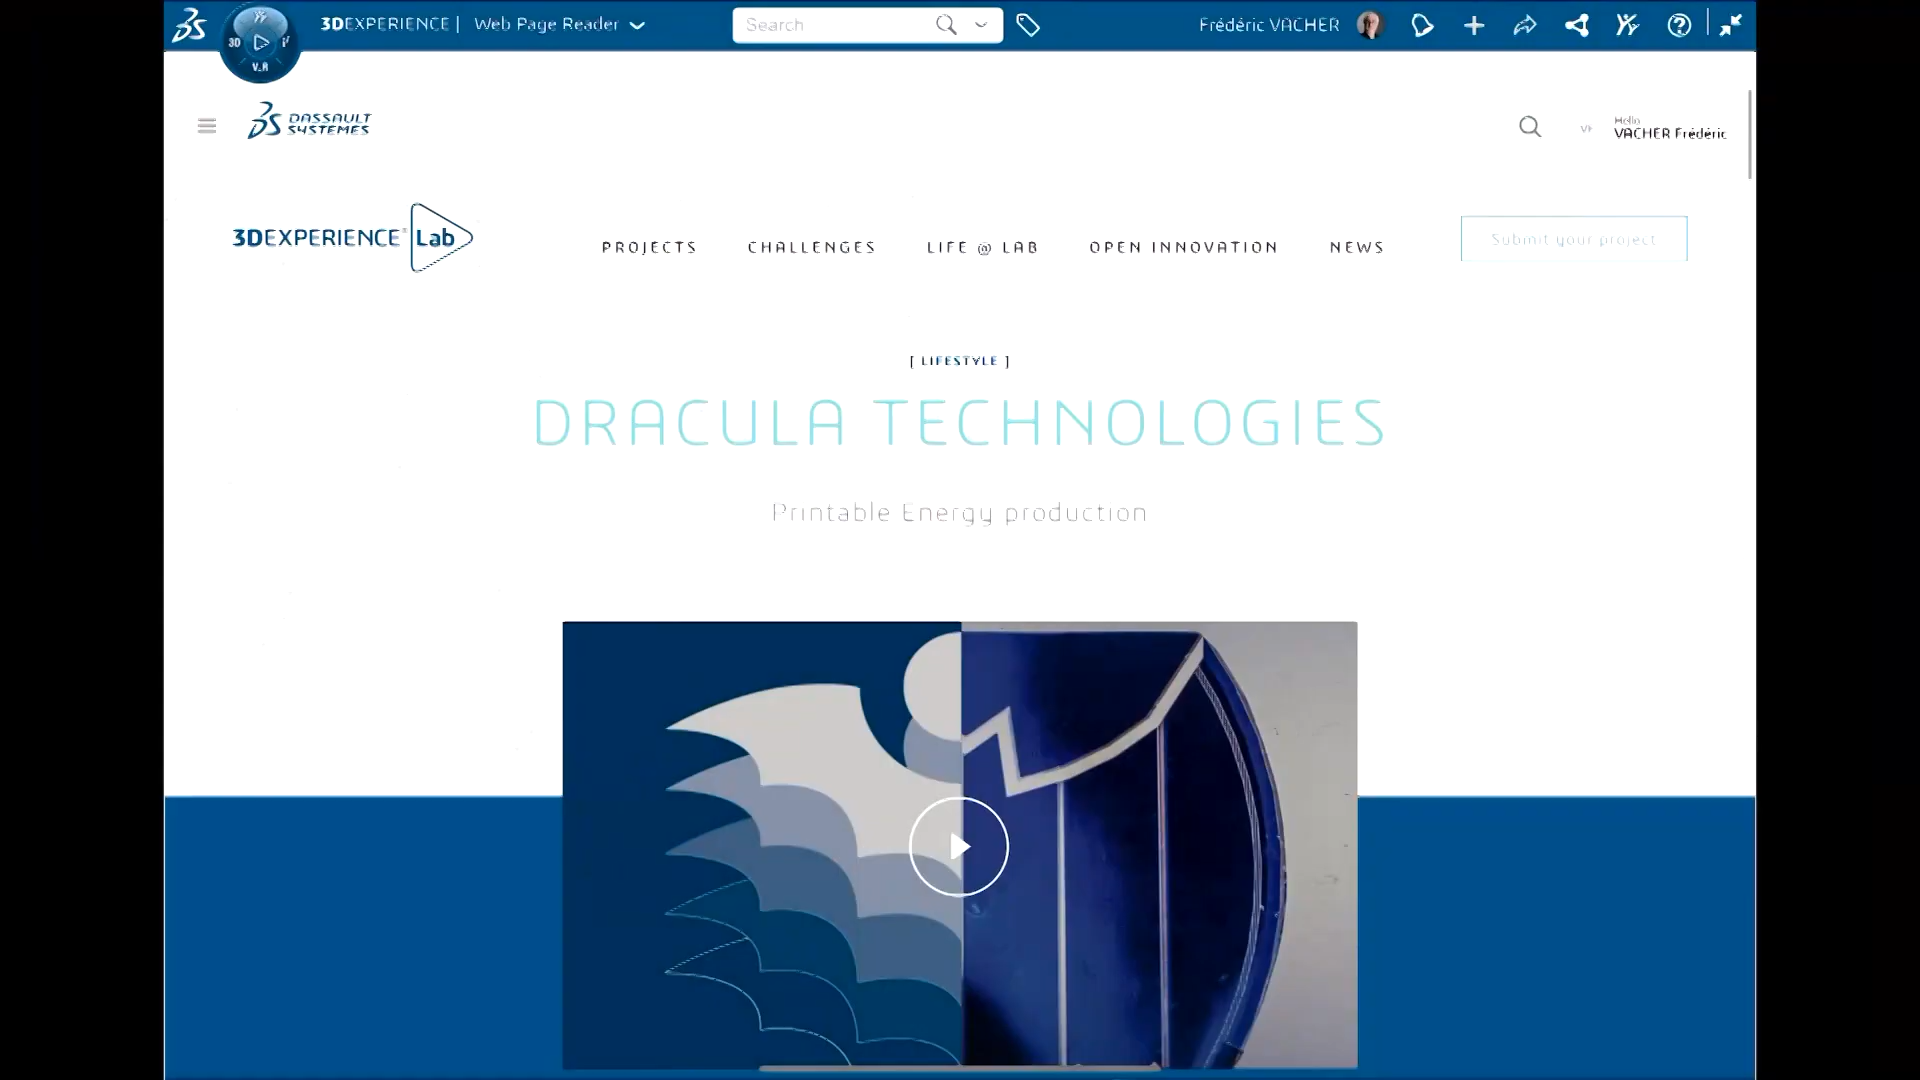 3DEXPERIENCE | Web Page Reader
Search
Frédéric VACHER
3D
V.R
DASSAULT
SYSTEMES
Hello
VACHER Frédéric
3DEXPERIENCE Lab
PROJECTS
CHALLENGES
LIFE @ LAB
OPEN INNOVATION
NEWS
Submit your project
[ LIFESTYLE ]
DRACULA TECHNOLOGIES
Printable Energy production